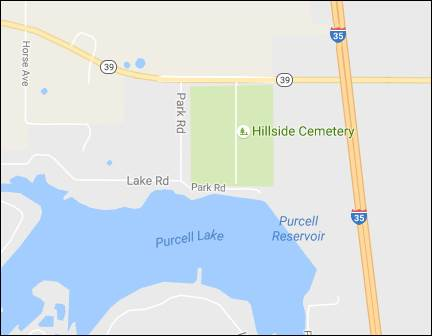 35
Horse Ave
39
39
Park Rd
Hillside Cemetery
Lake Rd
Park Rd
35
Purcell
Reservoir
Purcell Lake